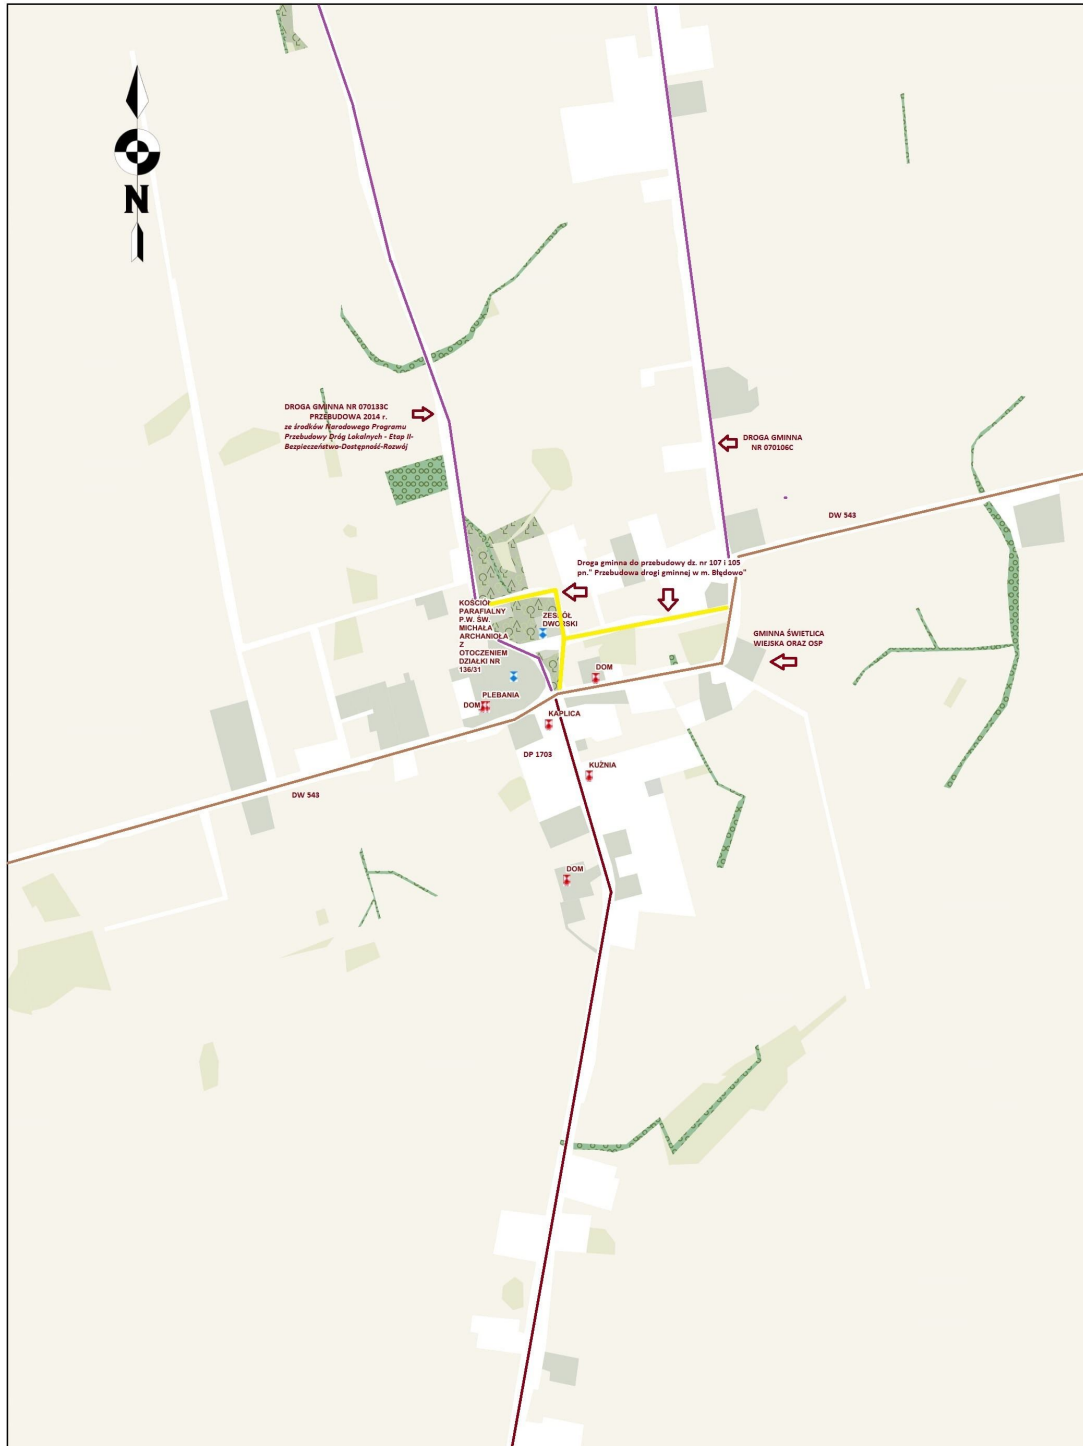 N
DROGA GMINNA NR 070133C
PRZEBUDOWA 2014 r.
ze środków Narodowego Programu
Przebudowy Dróg Lokalnych - Etap II-
Bezpieczeństwo-Dostępność-Rozwój
DROGA GMINNA
NR 070106C
DW 543
Droga gminna do przebudowy dz. nr 107 i 105
pn." Przebudowa drogi gminnej w m. Błędowo"
KOŚCIÓŁ
PARAFIALNY
P.W. ŚW.
MICHAŁA
ARCHANIOŁA
Z
OTOCZENIEM
DZIAŁKI NR
136/31
ZESPÓŁ
DWORSKI
GMINNA ŚWIETLICA
WIEJSKA ORAZ OSP
DOM
PLEBANIA
DOM
KAPLICA
DP 1703
KUŹNIA
DW 543
DOM